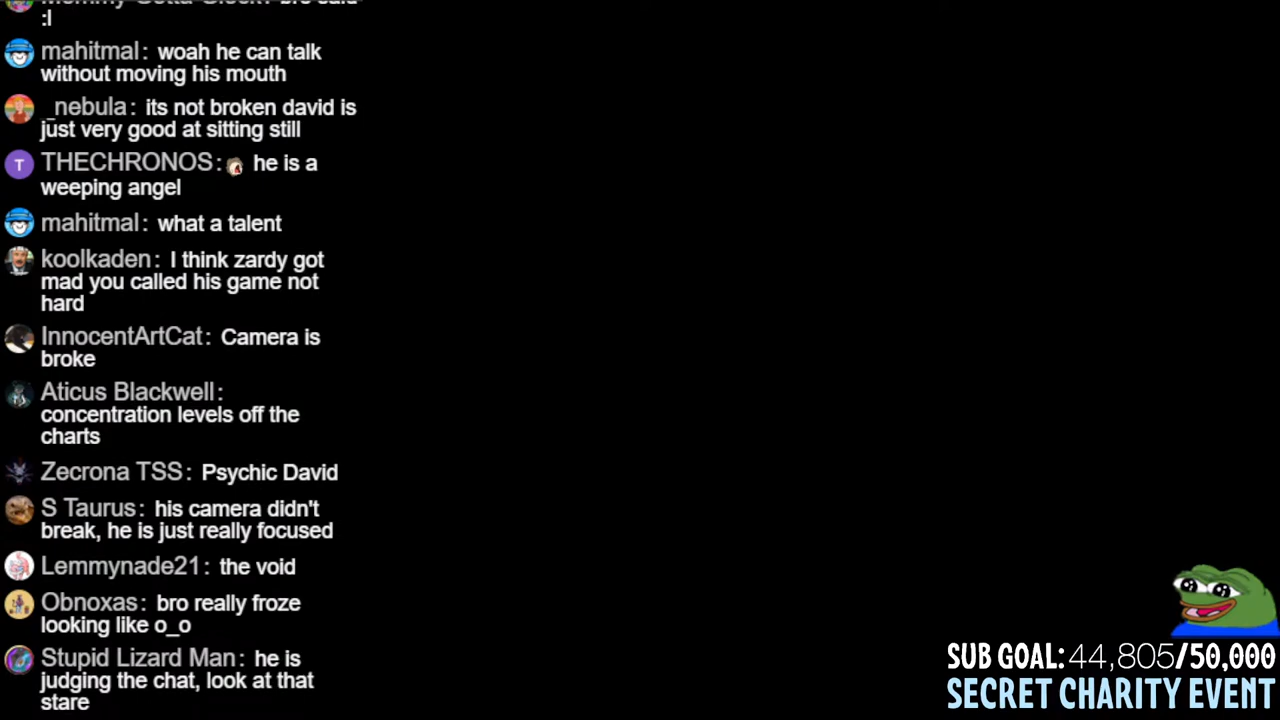 :l
mahitmal: woah he can talk
without moving his mouth
_nebula: its not broken david is
just very good at sitting still
THECHRONOS: he is a
weeping angel
mahitmal: what a talent
koolkaden: I think zardy got
mad you called his game not
hard
InnocentArtCat: Camera is
broke
Aticus Blackwell:
concentration levels off the
charts
Zecrona TSS: Psychic David
S Taurus: his camera didn't
break, he is just really focused
Lemmynade21: the void
Obnoxas: bro really froze
looking like o_o
Stupid Lizard Man: he is
judging the chat, look at that
stare
T
SUB GOAL: 44,805/50,000
SECRET CHARITY EVENT